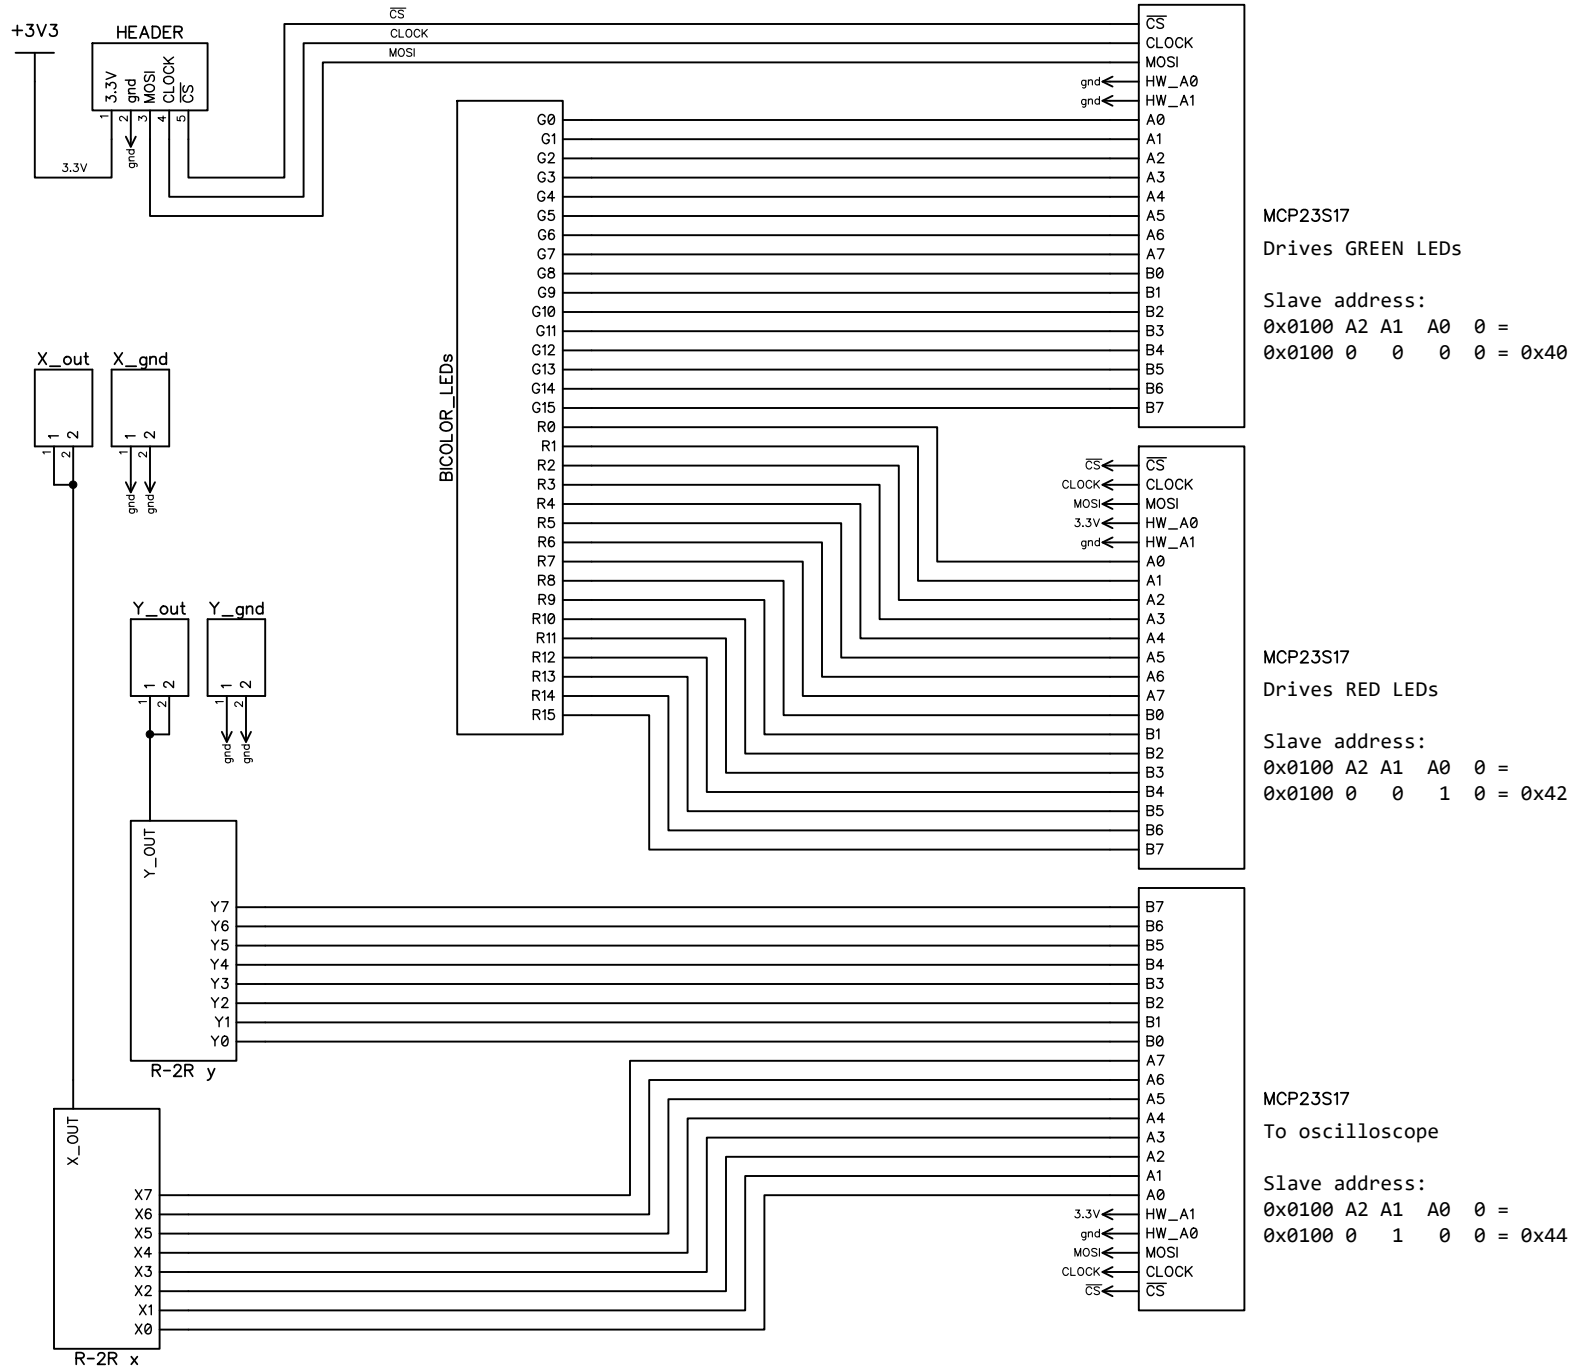 +3V3
HEADER
3.3V
gnd
MOSI
CLOCK
CS
1
2
3
4
5
gnd
3.3V
CS
CLOCK
MOSI
CS
CLOCK
MOSI
gnd HW_A0
gnd HW_A1
G0 A0
G1 A1
G2 A2
G3 A3
G4 A4
G5 A5
G6 A6
G7 A7
G8 B0
G9 B1
G10 B2
G11 B3
G12 B4
G13 B5
G14 B6
G15 B7
MCP23S17
Drives GREEN LEDs
Slave address:
0x0100 A2 A1 A0 0 =
0x0100 0 0 0 0 = 0x40
BICOLOR_LEDs
R0
R1
R2
R3
R4
R5
R6
R7
R8
R9
R10
R11
R12
R13
R14
R15
CS CS
CLOCK CLOCK
MOSI MOSI
3.3V HW_A0
gnd HW_A1
A0
A1
A2
A3
A4
A5
A6
A7
B0
B1
B2
B3
B4
B5
B6
B7
MCP23S17
Drives RED LEDs
Slave address:
0x0100 A2 A1 A0 0 =
0x0100 0 0 1 0 = 0x42
X_out X_gnd
1 2 1 2
1 2 1 2
gnd gnd
Y_out Y_gnd
1 2 1 2
1 2 1 2
gnd gnd
Y_OUT
Y7 B7
Y6 B6
Y5 B5
Y4 B4
Y3 B3
Y2 B2
Y1 B1
Y0 B0
R-2R y
A7
A6
A5
A4
A3
A2
A1
A0
3.3V HW_A1
gnd HW_A0
MOSI MOSI
CLOCK CLOCK
CS CS
MCP23S17
To oscilloscope
Slave address:
0x0100 A2 A1 A0 0 =
0x0100 0 1 0 0 = 0x44
X_OUT
X7
X6
X5
X4
X3
X2
X1
X0
R-2R x